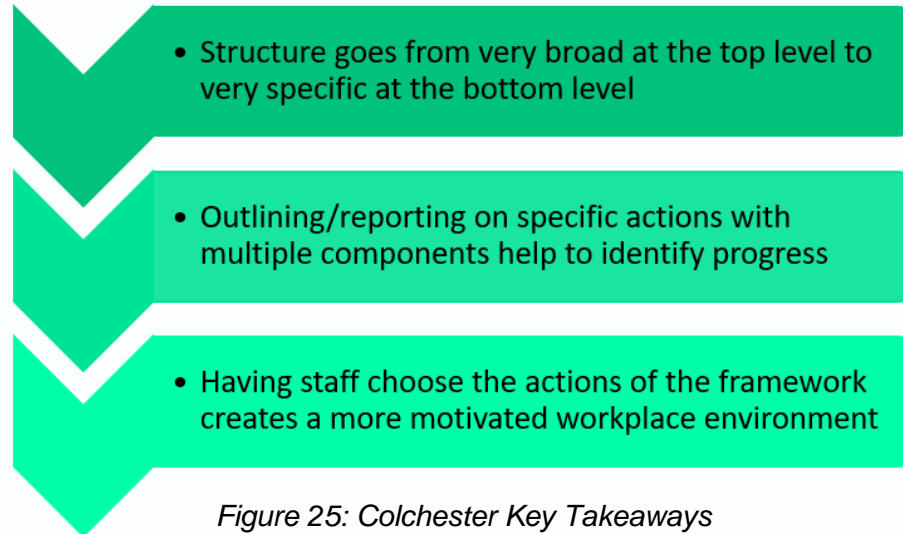 • Structure goes from very broad at the top level to
very specific at the bottom level
• Outlining/reporting on specific actions with
multiple components help to identify progress
• Having staff choose the actions of the framework
creates a more motivated workplace environment
Figure 25: Colchester Key Takeaways